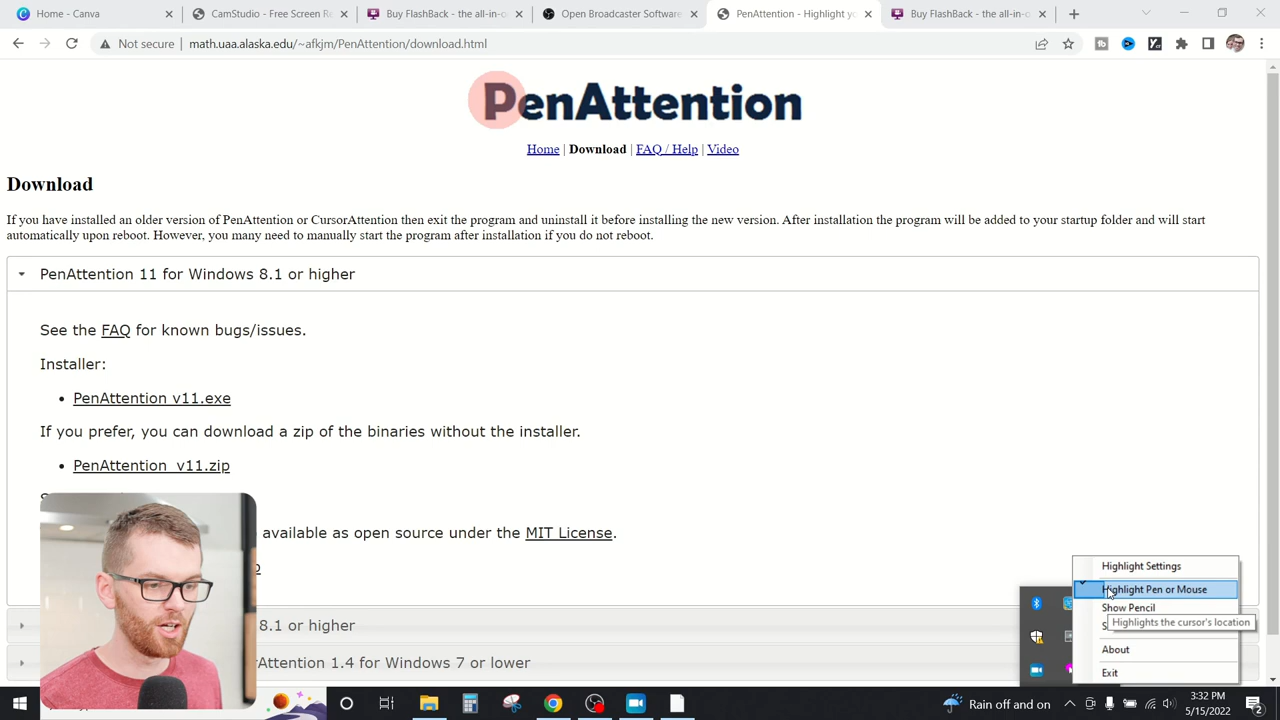 Home - Canva
CamStudio - Free Screen Re
Buy FlashBack - the all-in-o
Open Broadcaster Software
PenAttention - Highlight yo
Buy FlashBack - the all-in-o
Not secure | math.uaa.alaska.edu/~afkjm/PenAttention/download.html
PenAttention
Home | Download | FAQ / Help | Video
Download
If you have installed an older version of PenAttention or CursorAttention then exit the program and uninstall it before installing the new version. After installation the program will be added to your startup folder and will start
automatically upon reboot. However, you many need to manually start the program after installation if you do not reboot.
PenAttention 11 for Windows 8.1 or higher
See the FAQ for known bugs/issues.
Installer:
• PenAttention v11.exe
If you prefer, you can download a zip of the binaries without the installer.
• PenAttention_v11.zip
available as open source under the MIT License.
8.1 or higher
Attention 1.4 for Windows 7 or lower
Highlight Settings
Highlight Pen or Mouse
Show Pencil
Highlights the cursor's location
About
Exit
Rain off and on
3:32 PM
5/15/2022
2